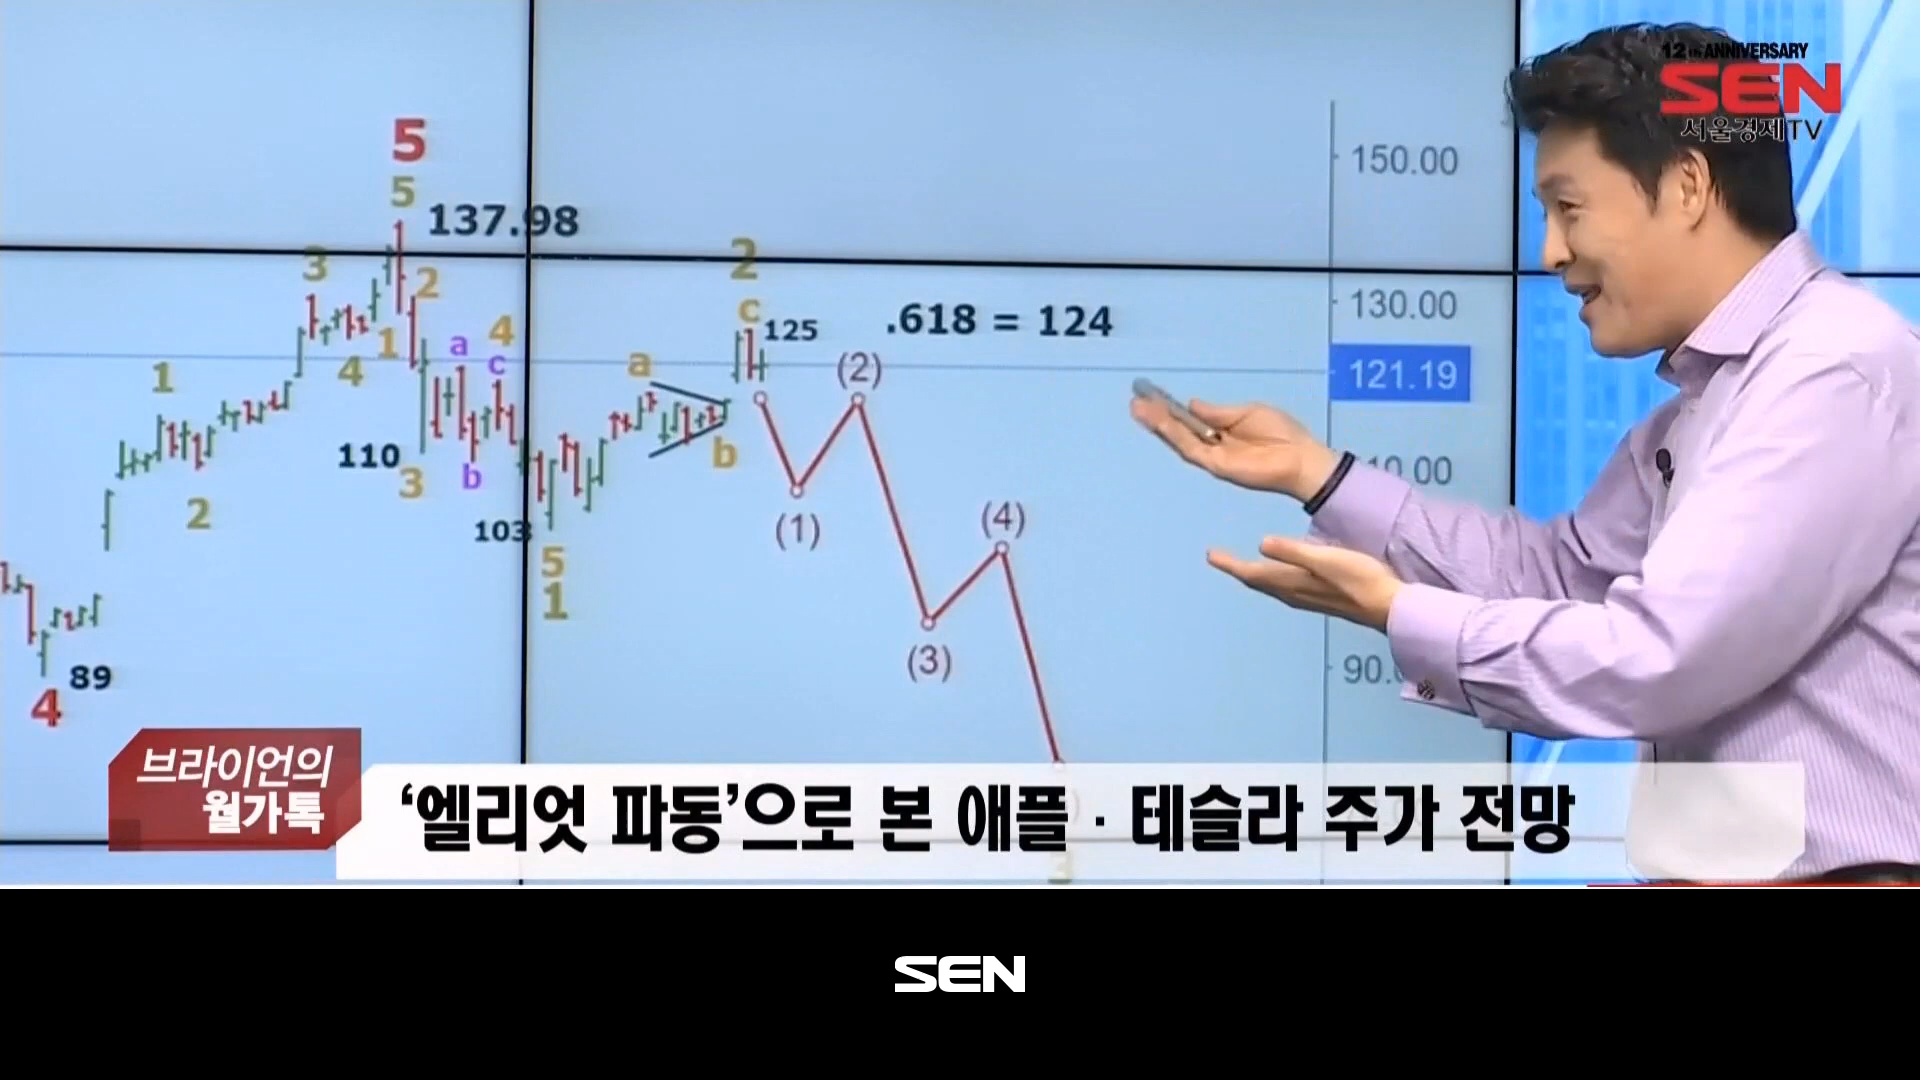 12th ANNIVERSARY
SEN
서울경제TV
5
5
137.98
3
2
4
1
1
2
4
a
4
c
110
3
b
103
5
1
a
b
2
c
125
.618 = 124
(1)
(2)
(3)
(4)
89
4
150.00
130.00
121.19
브라이언의
월가톡
‘엘리엇 파동’으로 본 애플 · 테슬라 주가 전망
SEN